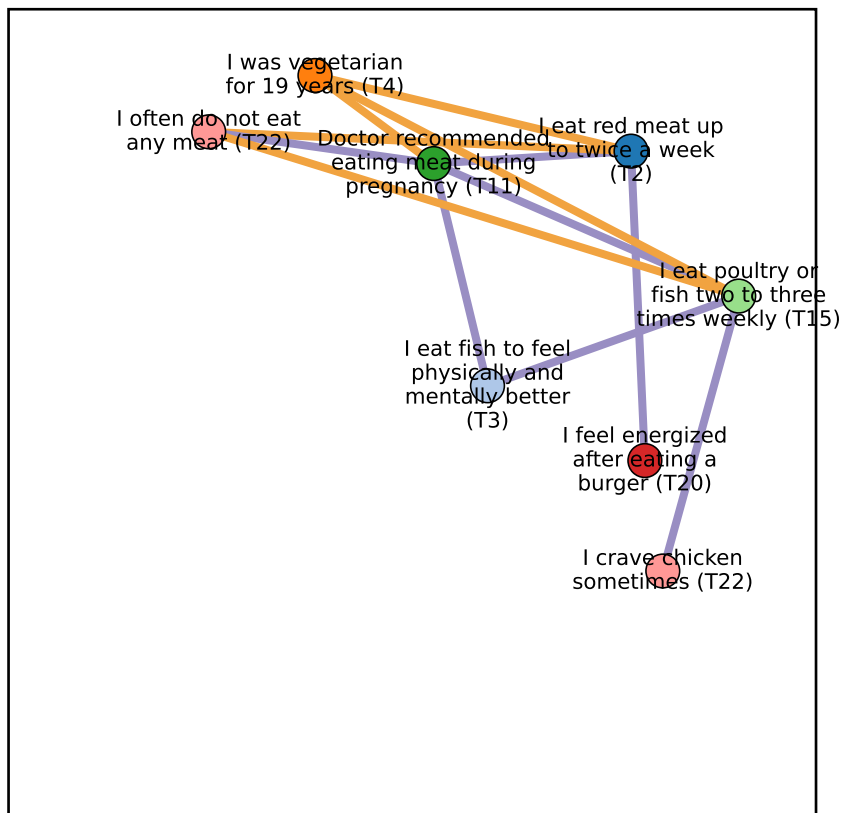 I was vegetarian
for 19 years (T4)
I often do not eat
any meat (T22)
Doctor recommended
eating meat during
pregnancy (T11)
I eat red meat up
to twice a week
(T2)
I eat poultry or
fish two to three
times weekly (T15)
I eat fish to feel
physically and
mentally better
(T3)
I feel energized
after eating a
burger (T20)
I crave chicken
sometimes (T22)